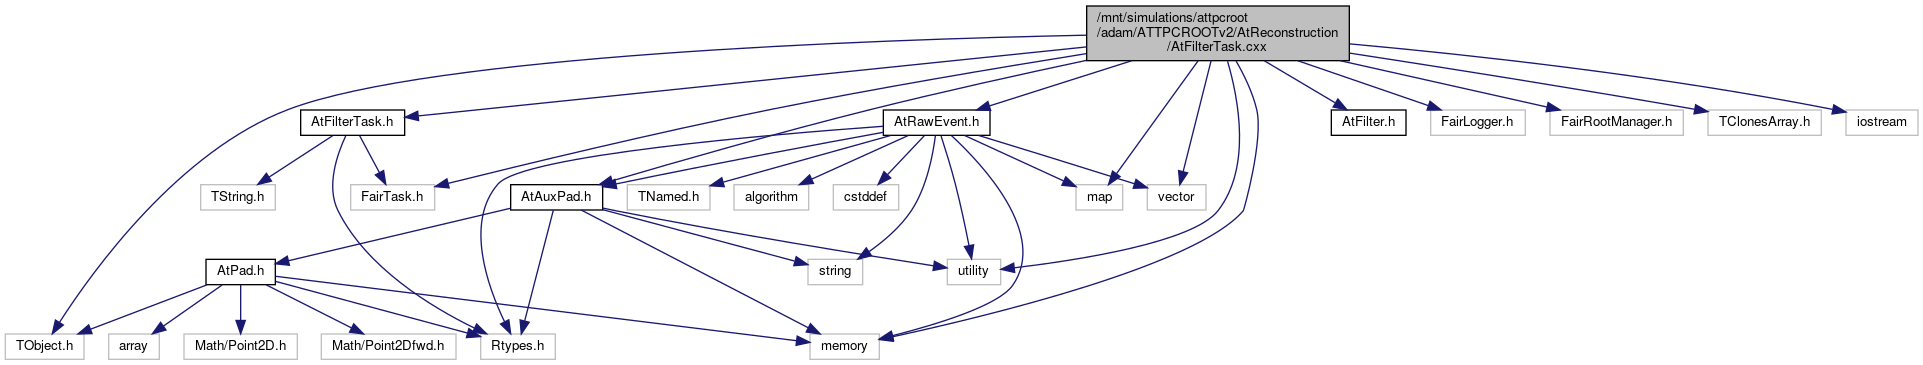 /mnt/simulations/attpcroot
/adam/ATTPCROOTv2/AtReconstruction
/AtFilterTask.cxx
AtFilterTask.h
AtRawEvent.h
AtFilter.h
FairLogger.h
FairRootManager.h
TClonesArray.h
iostream
TString.h
FairTask.h
AtAuxPad.h
TNamed.h
algorithm
cstddef
map
vector
AtPad.h
string
utility
TObject.h
array
Math/Point2D.h
Math/Point2Dfwd.h
Rtypes.h
memory